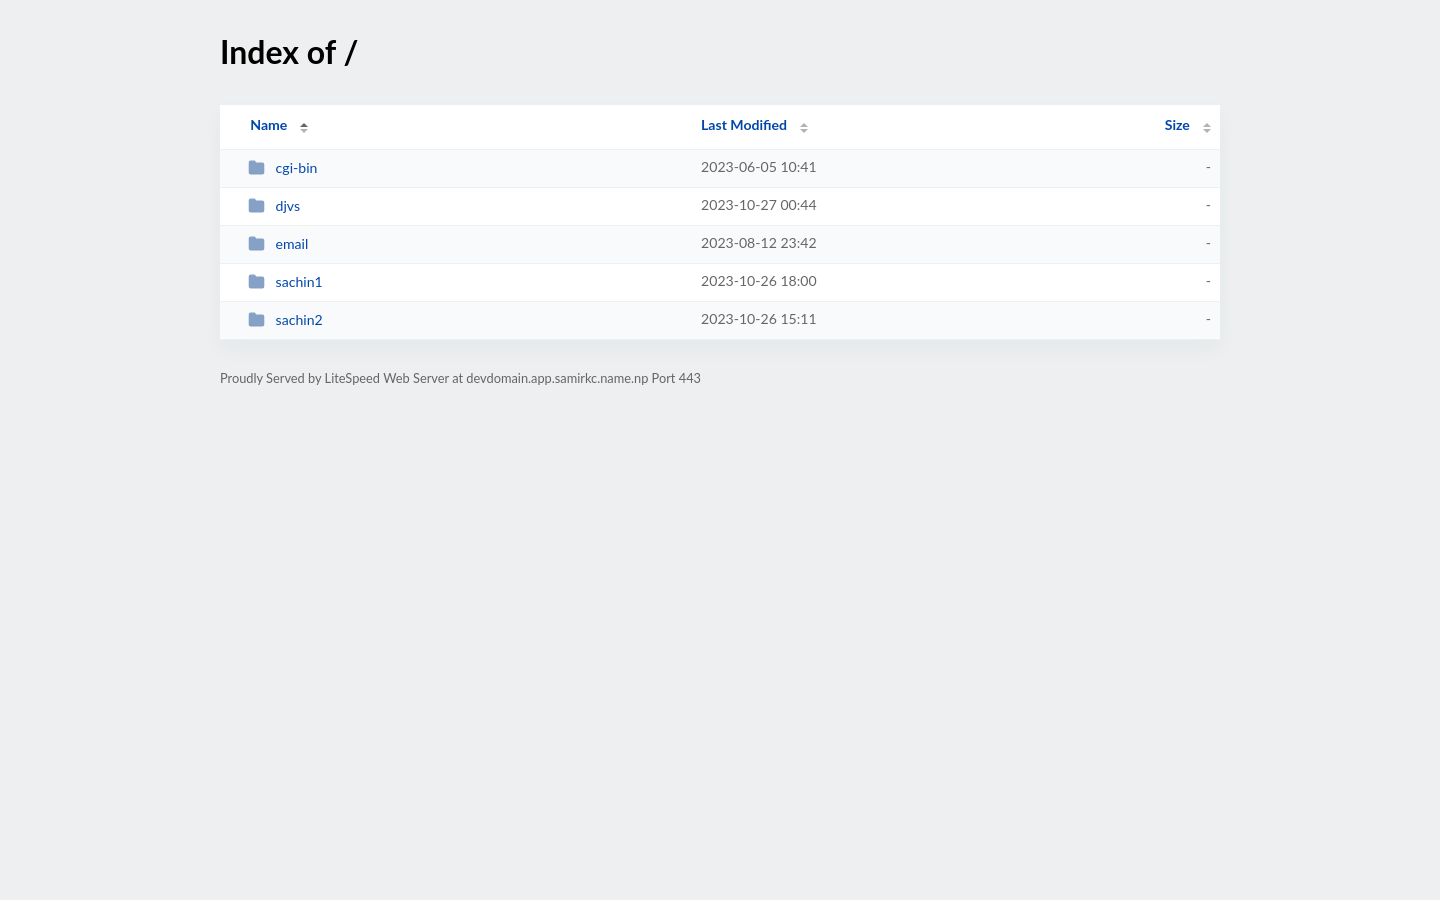 Index of /
Name Last Modified Size
cgi-bin 2023-06-05 10:41 -
djvs 2023-10-27 00:44 -
email 2023-08-12 23:42 -
sachin1 2023-10-26 18:00 -
sachin2 2023-10-26 15:11 -
Proudly Served by LiteSpeed Web Server at devdomain.app.samirkc.name.np Port 443